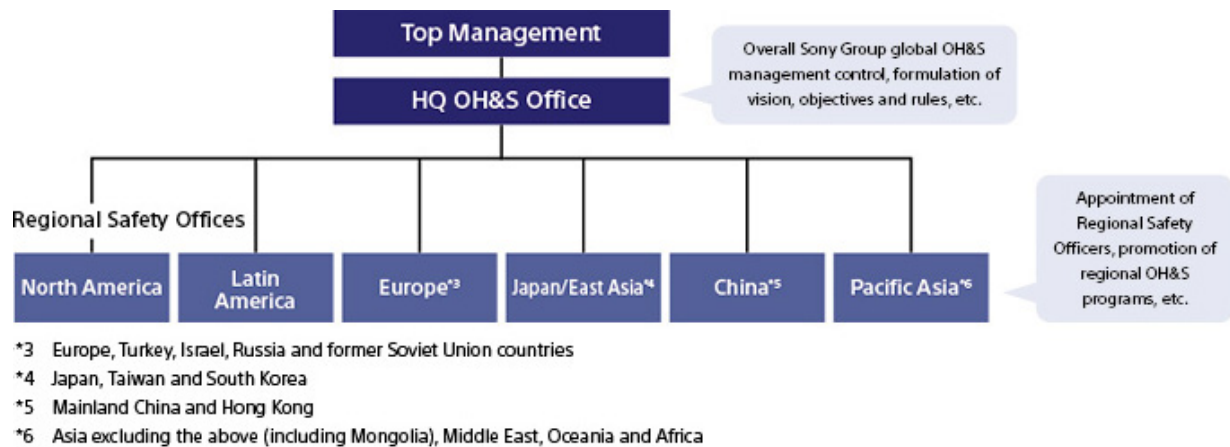 Top Management
HQ OH&S Office
Overall Sony Group global OH&S
management control, formulation of
vision, objectives and rules, etc.
Regional Safety Offices
North America
Latin
America
Europe*3
Japan/East Asia*4
China*5
Pacific Asia*6
Appointment of
Regional Safety
Officers, promotion of
regional OH&S
programs, etc.
*3 Europe, Turkey, Israel, Russia and former Soviet Union countries
*4 Japan, Taiwan and South Korea
*5 Mainland China and Hong Kong
*6 Asia excluding the above (including Mongolia), Middle East, Oceania and Africa